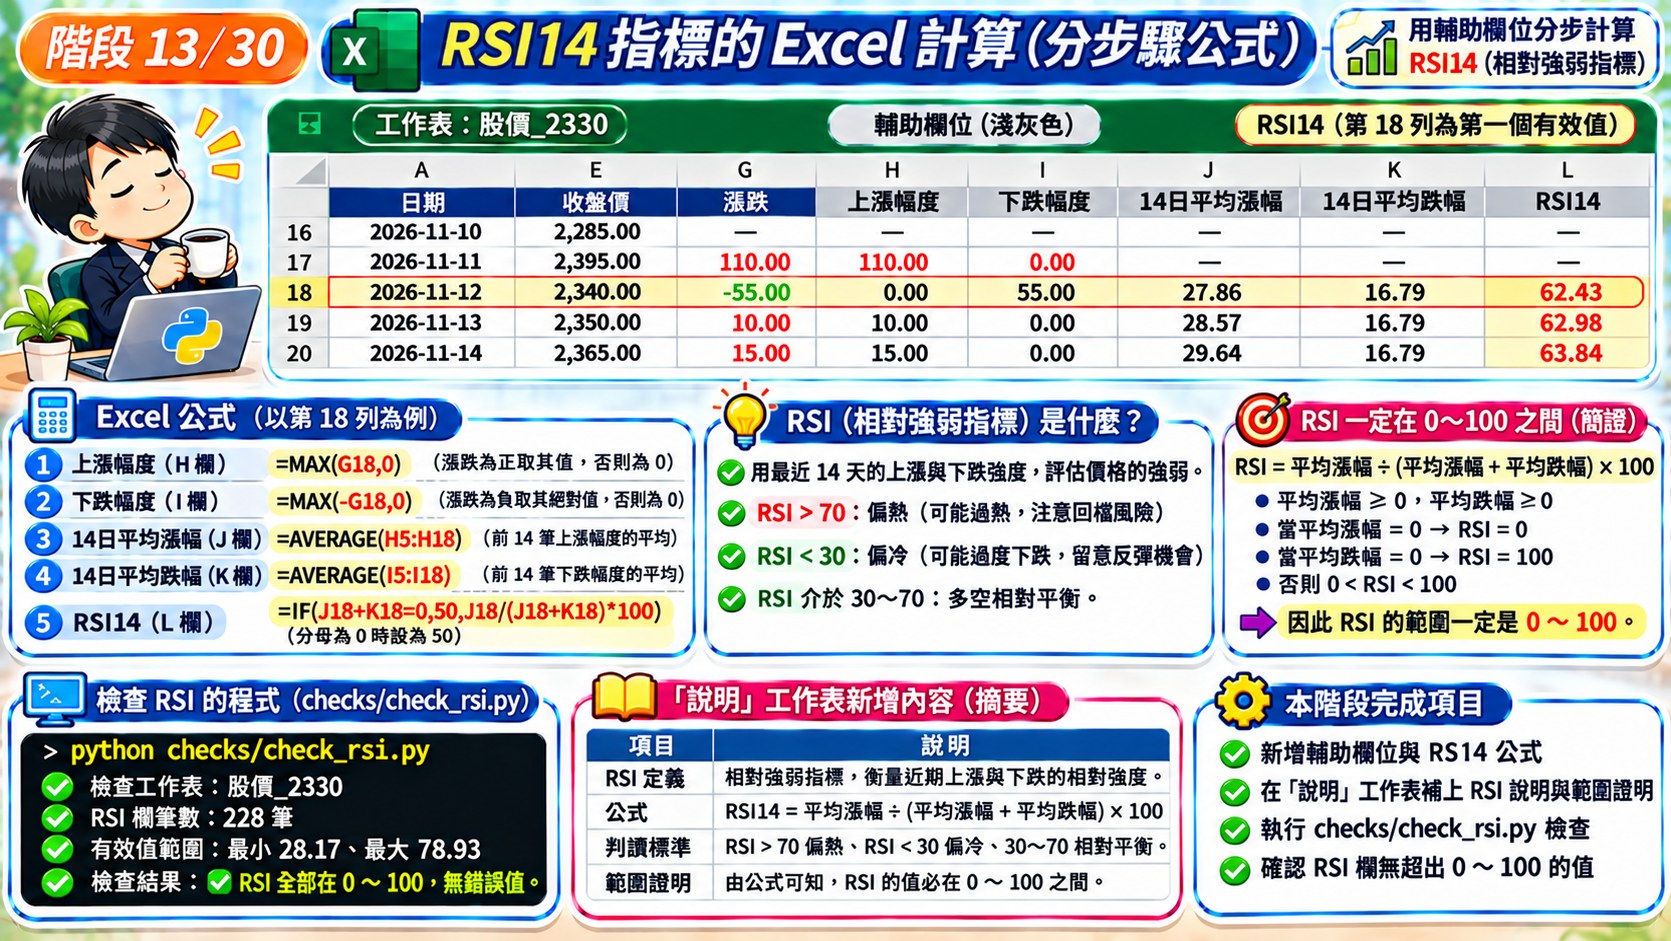 階段 13/30
X
RSI14 指標的 Excel 計算(分步驟公式)
用輔助欄位分步計算
RSI14 (相對強弱指標)
工作表:股價_2330
輔助欄位 (淺灰色)
RSI14 (第 18 列為第一個有效值)
A E G H I J K L
日期 收盤價 漲跌 上漲幅度 下跌幅度 14日平均漲幅 14日平均跌幅 RSI14
16 2026-11-10 2,285.00 — — — — — —
17 2026-11-11 2,395.00 110.00 110.00 0.00 — — —
18 2026-11-12 2,340.00 -55.00 0.00 55.00 27.86 16.79 62.43
19 2026-11-13 2,350.00 10.00 10.00 0.00 28.57 16.79 62.98
20 2026-11-14 2,365.00 15.00 15.00 0.00 29.64 16.79 63.84
Excel 公式 (以第 18 列為例)
1 上漲幅度 (H 欄) =MAX(G18,0) (漲跌為正取其值,否則為 0)
2 下跌幅度 (I 欄) =MAX(-G18,0) (漲跌為負取其絕對值,否則為 0)
3 14日平均漲幅 (J 欄) =AVERAGE(H5:H18) (前 14 筆上漲幅度的平均)
4 14日平均跌幅 (K 欄) =AVERAGE(I5:I18) (前 14 筆下跌幅度的平均)
5 RSI14 (L 欄) =IF(J18+K18=0,50,J18/(J18+K18)*100)
(分母為 0 時設為 50)
RSI (相對強弱指標) 是什麼?
用最近 14 天的上漲與下跌強度,評估價格的強弱。
RSI > 70:偏熱 (可能過熱,注意回檔風險)
RSI < 30:偏冷 (可能過度下跌,留意反彈機會)
RSI 介於 30~70:多空相對平衡。
RSI 一定在 0~100 之間 (簡證)
RSI = 平均漲幅 ÷ (平均漲幅 + 平均跌幅) × 100
● 平均漲幅 ≥ 0,平均跌幅 ≥ 0
● 當平均漲幅 = 0 → RSI = 0
● 當平均跌幅 = 0 → RSI = 100
● 否則 0 < RSI < 100
因此 RSI 的範圍一定是 0 ~ 100。
檢查 RSI 的程式 (checks/check_rsi.py)
> python checks/check_rsi.py
檢查工作表:股價_2330
RSI 欄筆數:228 筆
有效值範圍:最小 28.17、最大 78.93
檢查結果:✅ RSI 全部在 0 ~ 100,無錯誤值。
「說明」工作表新增內容 (摘要)
項目 說明
RSI 定義 相對強弱指標,衡量近期上漲與下跌的相對強度。
公式 RSI14 = 平均漲幅 ÷ (平均漲幅 + 平均跌幅) × 100
判讀標準 RSI > 70 偏熱、RSI < 30 偏冷、30~70 相對平衡。
範圍證明 由公式可知,RSI 的值必在 0 ~ 100 之間。
本階段完成項目
新增輔助欄位與 RS14 公式
在「說明」工作表補上 RSI 說明與範圍證明
執行 checks/check_rsi.py 檢查
確認 RSI 欄無超出 0 ~ 100 的值